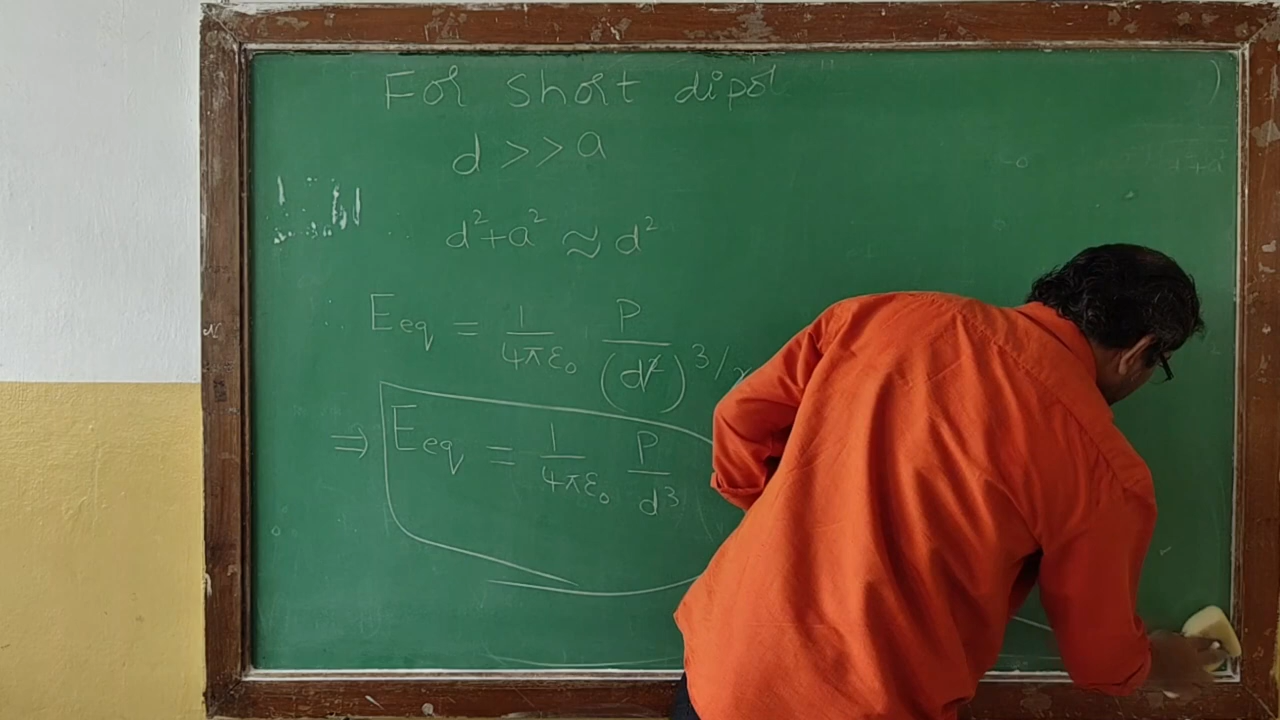 For short dipol
d >> a
d²+a² ≈ d²
Eeq = 1/4πε₀ P/(d²)^3/2
⇒ Eeq = 1/4πε₀ P/d³